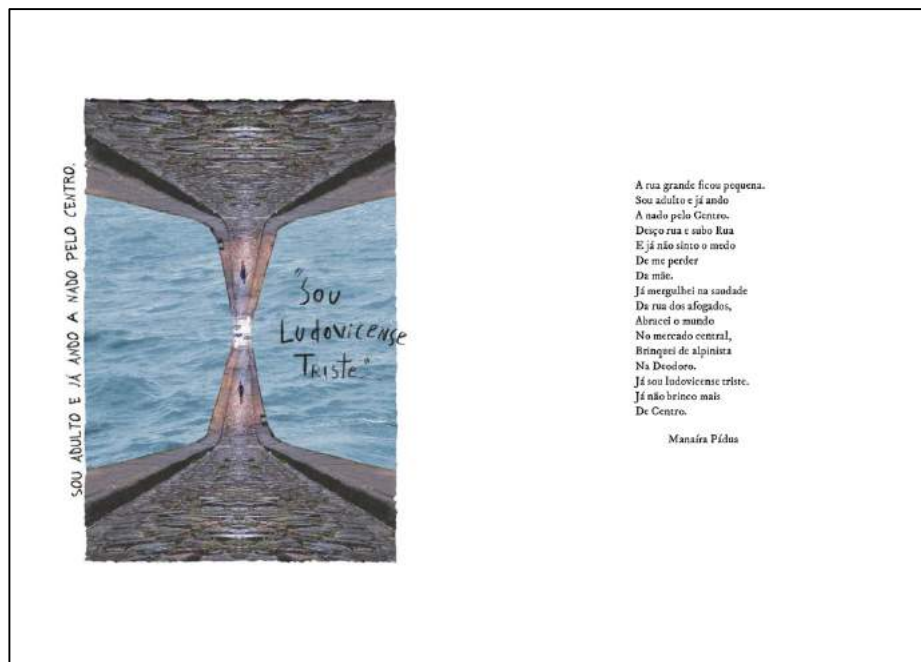 SOU ADULTO E JÁ ANDO A NADO PELO CENTRO.
"SOU
LUDOVICENSE
TRISTE"
A rua grande ficou pequena.
Sou adulto e já ando
A nado pelo Centro.
Desço rua e subo Rua
E já não sinto o medo
De me perder
Da mãe.
Já mergulhei na saudade
Da rua dos afogados,
Abracei o mundo
No mercado central,
Brinquei de alpinista
Na Deodoro.
Já sou ludovicense triste.
Já não brinco mais
De Centro.
Manaíra Pídua